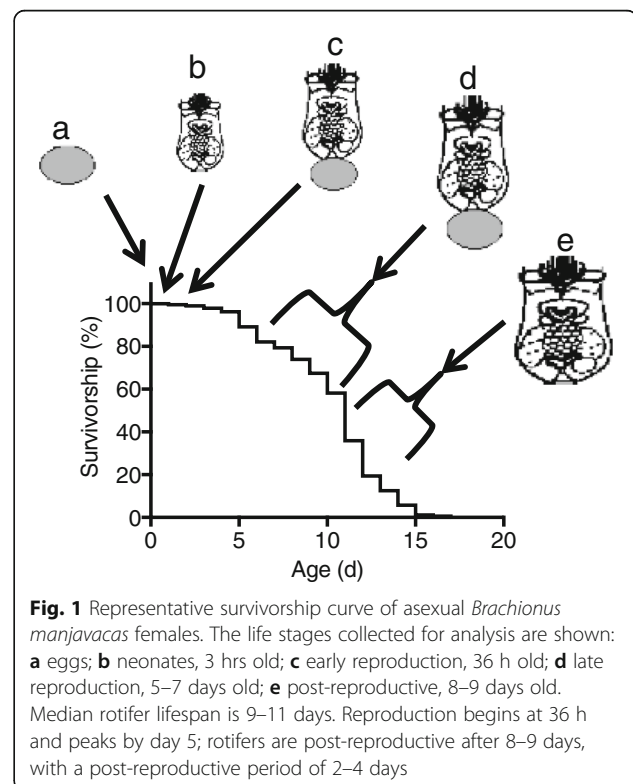 a
b
c
d
e
100
80
60
40
20
0
Survivorship (%)
0 5 10 15 20
Age (d)
Fig. 1 Representative survivorship curve of asexual Brachionus
manjavacas females. The life stages collected for analysis are shown:
a eggs; b neonates, 3 hrs old; c early reproduction, 36 h old; d late
reproduction, 5–7 days old; e post-reproductive, 8–9 days old.
Median rotifer lifespan is 9–11 days. Reproduction begins at 36 h
and peaks by day 5; rotifers are post-reproductive after 8–9 days,
with a post-reproductive period of 2–4 days